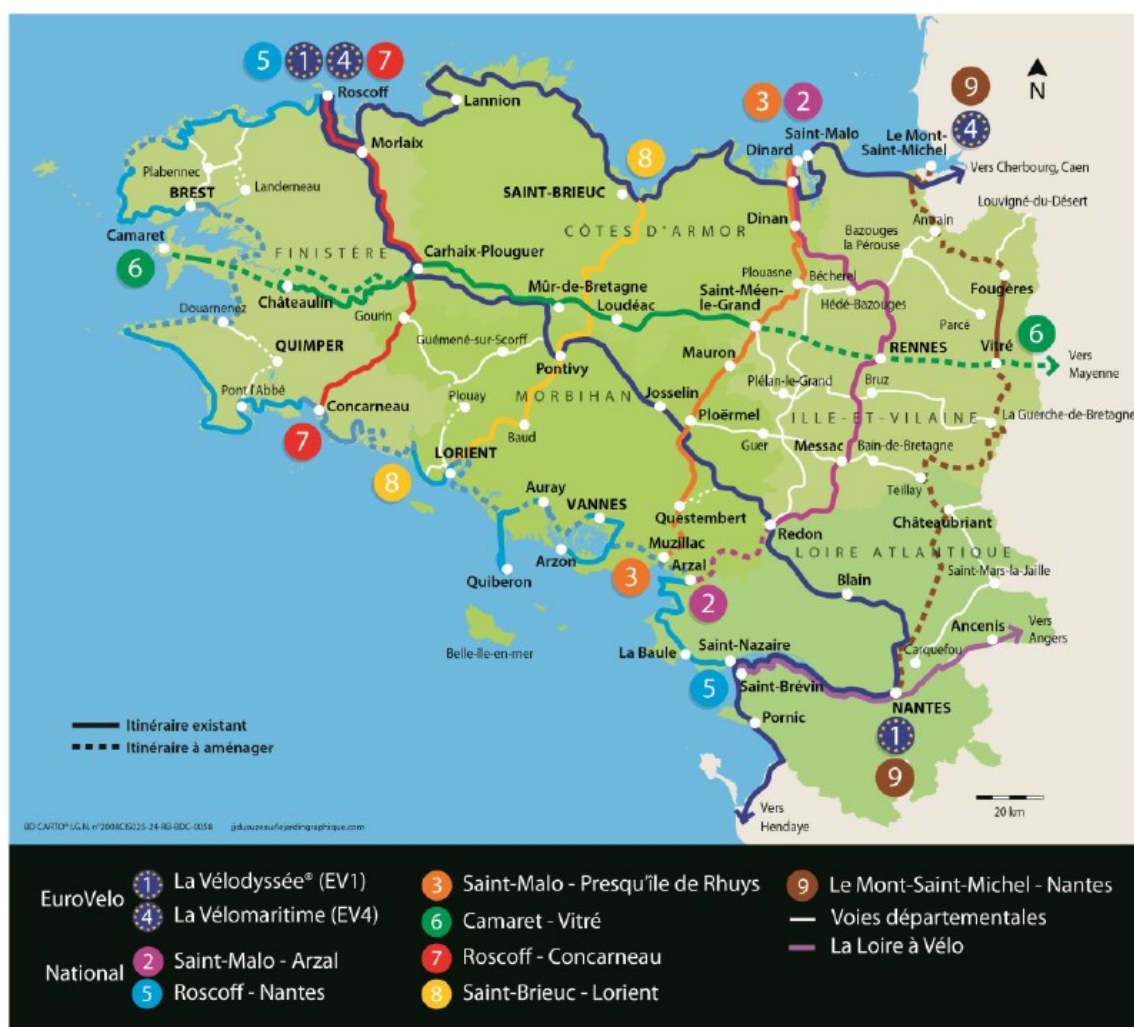 5 1 4 7
Roscoff
Lannion
Morlaix
3 2
9
4
N
Saint-Malo
Dinard
Le Mont-
Saint-Michel
Vers Cherbourg, Caen
Louvigné-du-Désert
Plabennec
Landerneau
BREST
8
SAINT-BRIEUC
CÔTES D'ARMOR
Dinan
Antrain
Bazouges
la Pérouse
Camaret
6
FINISTÈRE
Carhaix-Plouguer
Châteaulin
Mûr-de-Bretagne
Loudéac
Plouasne
Bécherel
Saint-Méen-
le-Grand
Hédé-Bazouges
Fougères
Parcé
6
Douarnenez
Gourin
Guémené-sur-Scorff
Mauron
RENNES
Vitré
Vers
Mayenne
QUIMPER
Pontivy
Plélan-le-Grand
Bruz
Pont l'Abbé
Concarneau
7
Plouay
MORBIHAN
Josselin
Ploërmel
ILLE-ET-VILAINE
La Guerche-de-Bretagne
Baud
Guer
Messac
Bain-de-Bretagne
LORIENT
8
Teillay
Auray
VANNES
Questembert
Redon
Châteaubriant
Muzillac
Arzon
Arzal
3
2
LOIRE ATLANTIQUE
Quiberon
Blain
Saint-Mars-la-Jaille
Belle-île-en-mer
La Baule
Saint-Nazaire
5
Saint-Brévin
Ancenis
Vers
Angers
Carquefou
NANTES
1
9
Pornic
Itinéraire existant
Itinéraire à aménager
Vers
Hendaye
20 km
jjdusuzeau/lejardingraphique.com
EuroVelo
1 La Vélodyssée® (EV1)
4 La Vélomaritime (EV4)
National
2 Saint-Malo - Arzal
5 Roscoff - Nantes
3 Saint-Malo - Presqu'île de Rhuys
6 Camaret - Vitré
7 Roscoff - Concarneau
8 Saint-Brieuc - Lorient
9 Le Mont-Saint-Michel - Nantes
Voies départementales
La Loire à Vélo